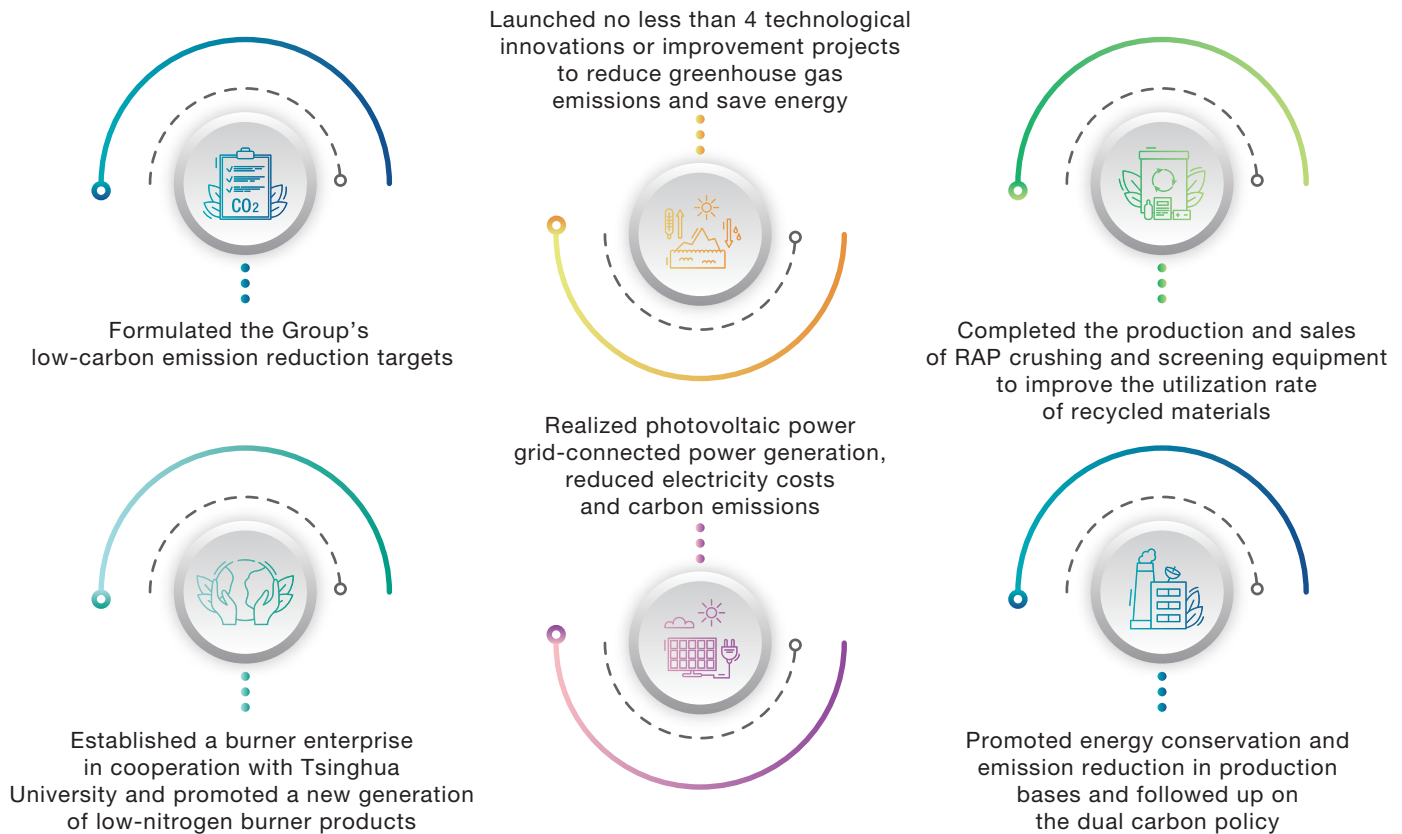 Launched no less than 4 technological
innovations or improvement projects
to reduce greenhouse gas
emissions and save energy
CO₂
Formulated the Group’s
low-carbon emission reduction targets
Completed the production and sales
of RAP crushing and screening equipment
to improve the utilization rate
of recycled materials
Realized photovoltaic power
grid-connected power generation,
reduced electricity costs
and carbon emissions
Established a burner enterprise
in cooperation with Tsinghua
University and promoted a new generation
of low-nitrogen burner products
Promoted energy conservation and
emission reduction in production
bases and followed up on
the dual carbon policy